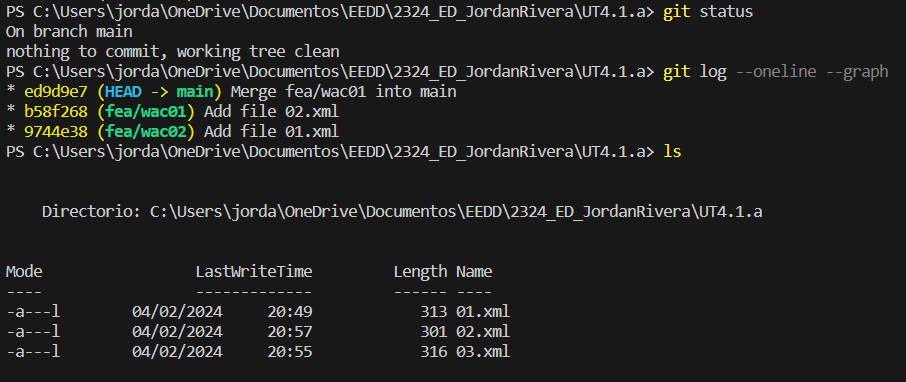 PS C:\Users\jorda\OneDrive\Documentos\EEDD\2324_ED_JordanRivera\UT4.1.a> git status
On branch main
nothing to commit, working tree clean
PS C:\Users\jorda\OneDrive\Documentos\EEDD\2324_ED_JordanRivera\UT4.1.a> git log --oneline --graph
* ed9d9e7 (HEAD -> main) Merge fea/wac01 into main
* b58f268 (fea/wac01) Add file 02.xml
* 9744e38 (fea/wac02) Add file 01.xml
PS C:\Users\jorda\OneDrive\Documentos\EEDD\2324_ED_JordanRivera\UT4.1.a> ls
Directorio: C:\Users\jorda\OneDrive\Documentos\EEDD\2324_ED_JordanRivera\UT4.1.a
Mode LastWriteTime Length Name
---- ------------- ------ ----
-a---l 04/02/2024 20:49 313 01.xml
-a---l 04/02/2024 20:57 301 02.xml
-a---l 04/02/2024 20:55 316 03.xml